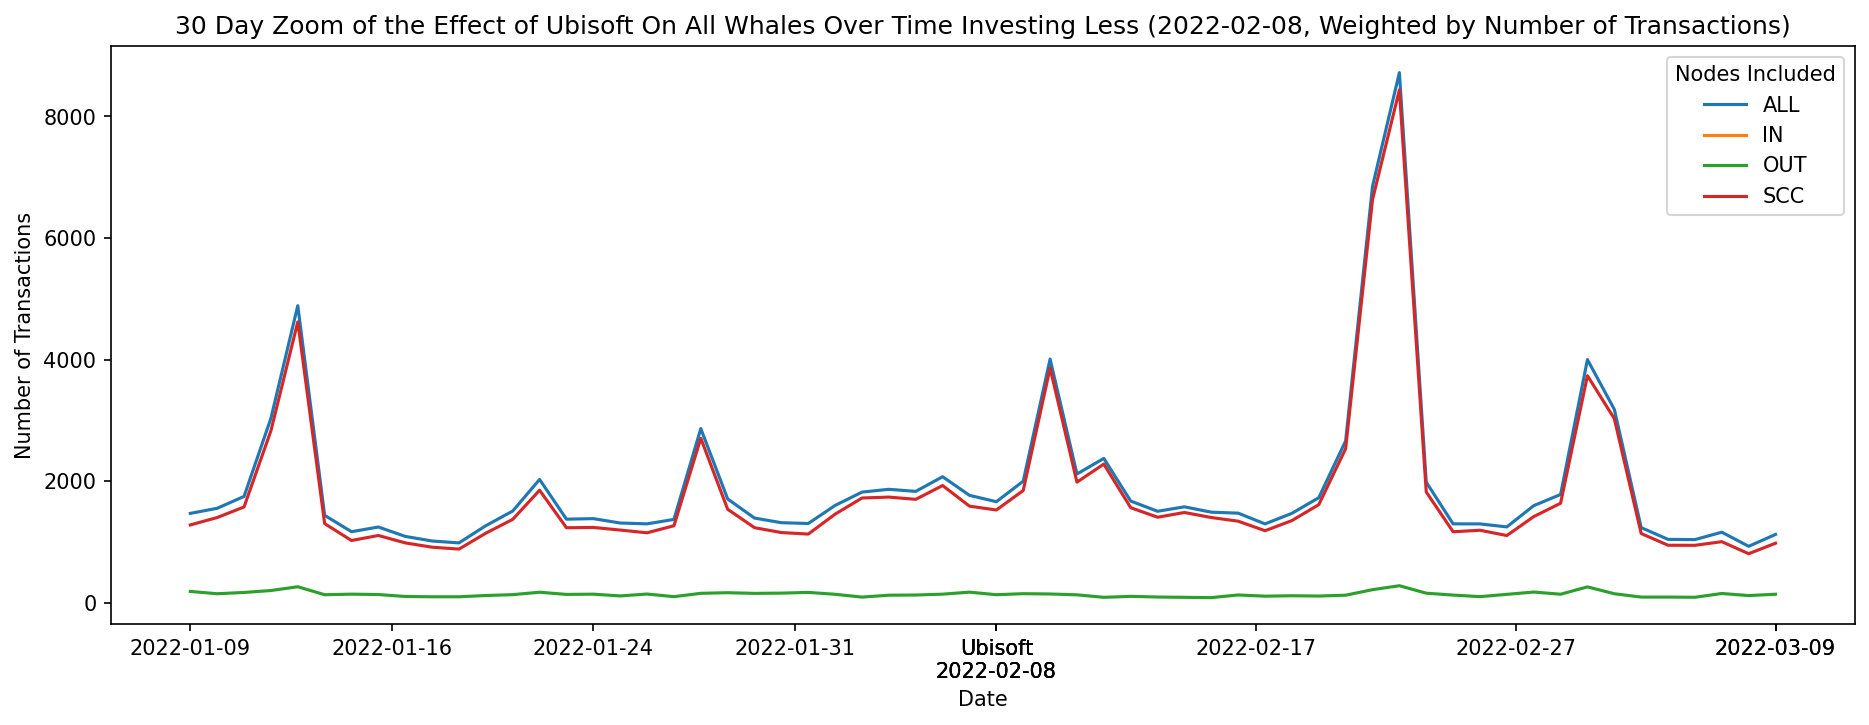 30 Day Zoom of the Effect of Ubisoft On All Whales Over Time Investing Less (2022-02-08, Weighted by Number of Transactions)
Nodes Included
ALL
IN
OUT
SCC
Number of Transactions
8000
6000
4000
2000
0
2022-01-09 2022-01-16 2022-01-24 2022-01-31 Ubisoft 2022-02-17 2022-02-27 2022-03-09
2022-02-08
Date